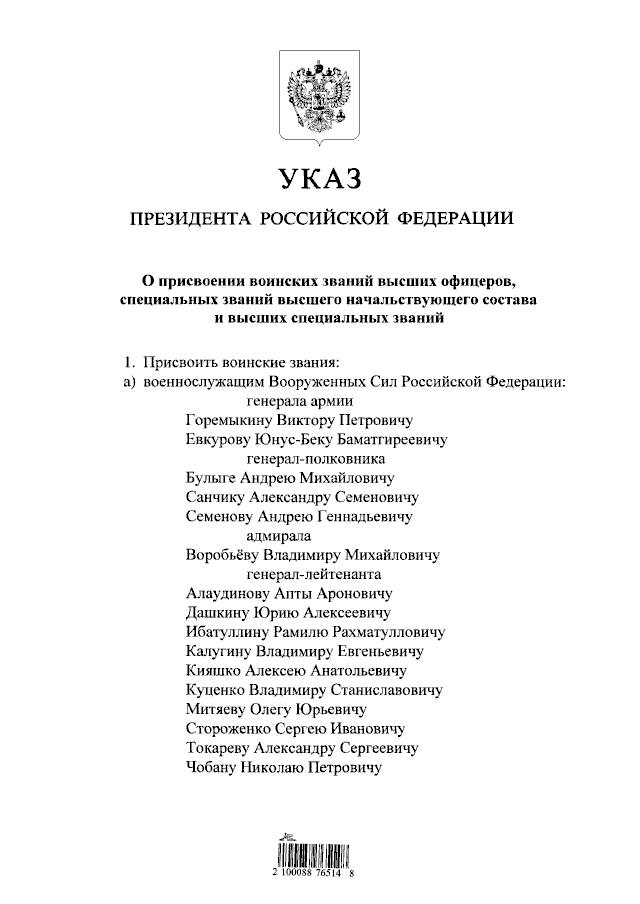 УКАЗ
ПРЕЗИДЕНТА РОССИЙСКОЙ ФЕДЕРАЦИИ
О присвоении воинских званий высших офицеров,
специальных званий высшего начальствующего состава
и высших специальных званий
1. Присвоить воинские звания:
а) военнослужащим Вооруженных Сил Российской Федерации:
генерала армии
Горемыкину Виктору Петровичу
Евкурову Юнус-Беку Баматгиреевичу
генерал-полковника
Булыге Андрею Михайловичу
Санчику Александру Семеновичу
Семенову Андрею Геннадьевичу
адмирала
Воробьёву Владимиру Михайловичу
генерал-лейтенанта
Алаудинову Апты Ароновичу
Дашкину Юрию Алексеевичу
Ибатуллину Рамилю Рахматулловичу
Калугину Владимиру Евгеньевичу
Кияшко Алексею Анатольевичу
Куценко Владимиру Станиславовичу
Митяеву Олегу Юрьевичу
Стороженко Сергею Ивановичу
Токареву Александру Сергеевичу
Чобану Николаю Петровичу
2 100088 76514 8